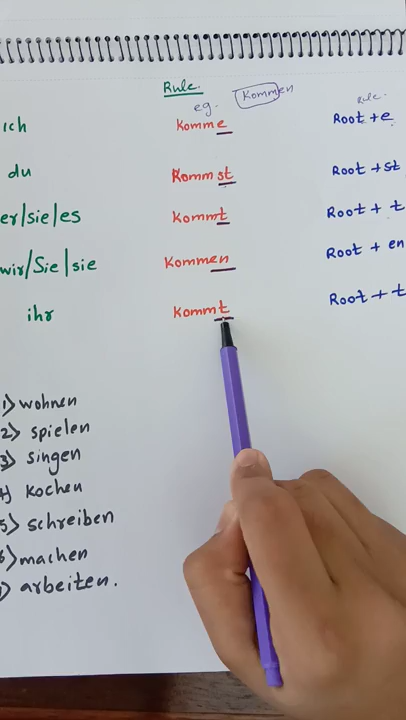 Rule.
eg. Kommen
Rule.
ich Komme Root + e
du Kommst Root + st
er/sie/es Kommt Root + t
wir/Sie/sie Kommen Root + en
ihr Kommt Root + t
1) wohnen
2) spielen
3) singen
4) kochen
5) schreiben
6) machen
7) arbeiten.